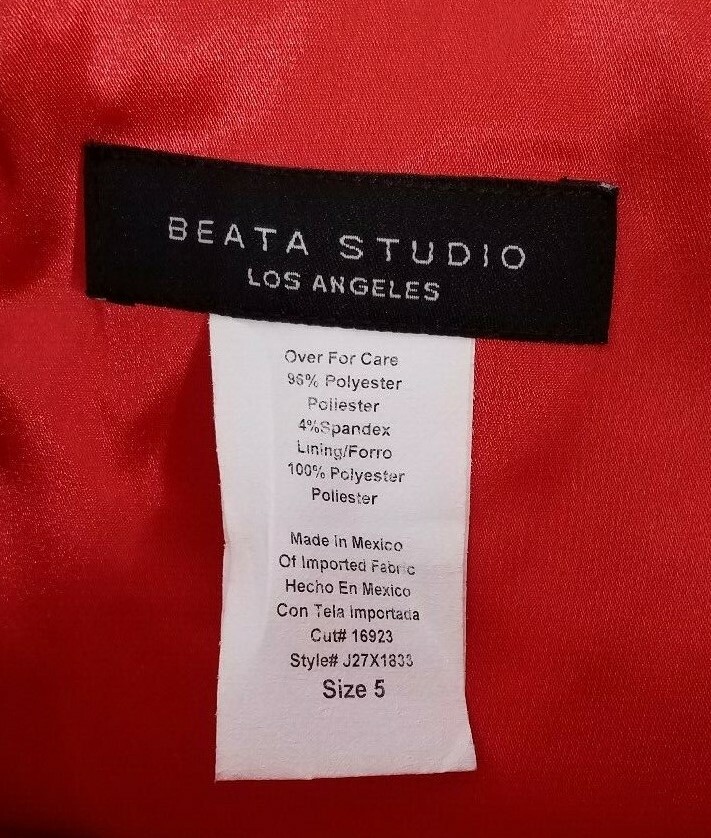 BEATA STUDIO
LOS ANGELES
Over For Care
96% Polyester
Poliester
4%Spandex
Lining/Forro
100% Polyester
Poliester
Made In Mexico
Of Imported Fabric
Hecho En Mexico
Con Tela Importada
Cut# 16923
Style# J27X1833
Size 5